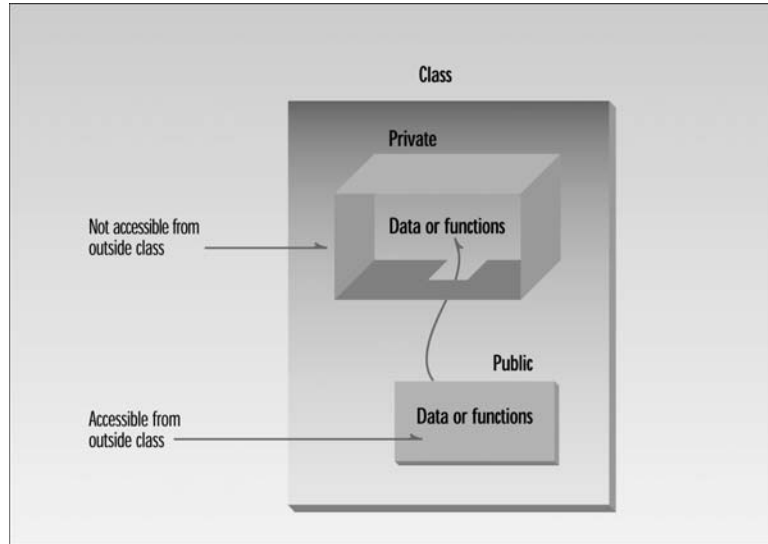 Class
Private
Data or functions
Not accessible from
outside class
Public
Data or functions
Accessible from
outside class